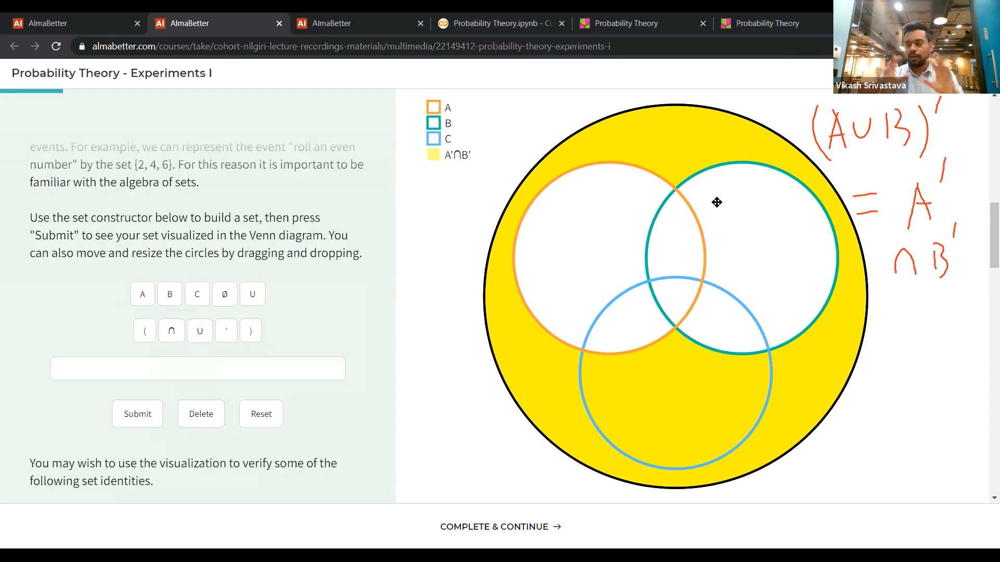 AlmaBetter
AlmaBetter
AlmaBetter
Probability Theory.ipynb - Co
Probability Theory
Probability Theory
almabetter.com/courses/take/cohort-nilgiri-lecture-recordings-materials/multimedia/22149412-probability-theory-experiments-i
Vikash Srivastava
Probability Theory - Experiments I
events. For example, we can represent the event "roll an even
number" by the set {2, 4, 6}. For this reason it is important to be
familiar with the algebra of sets.
Use the set constructor below to build a set, then press
"Submit" to see your set visualized in the Venn diagram. You
can also move and resize the circles by dragging and dropping.
A B C Ø U
( ∩ ∪ ' )
Submit Delete Reset
You may wish to use the visualization to verify some of the
following set identities.
A
B
C
A'∩B'
(A∪B)'
= A'
∩ B'
COMPLETE & CONTINUE →